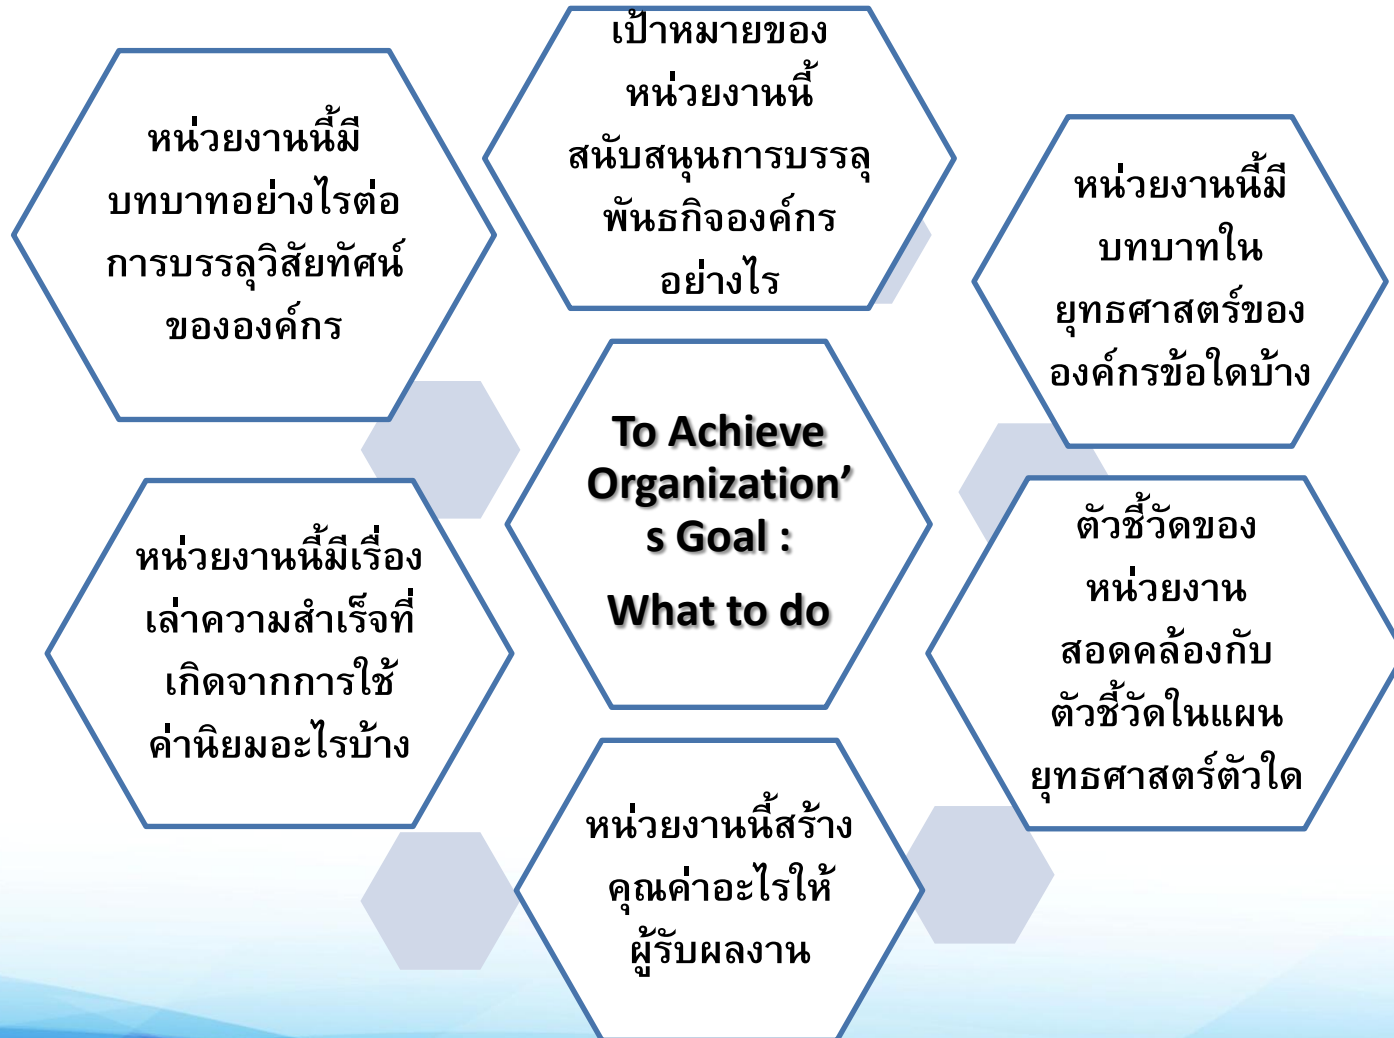 เป้าหมายของ
หน่วยงานนี้
สนับสนุนการบรรลุ
พันธกิจองค์กร
อย่างไร
หน่วยงานนี้มี
บทบาทอย่างไรต่อ
การบรรลุวิสัยทัศน์
ขององค์กร
หน่วยงานนี้มี
บทบาทใน
ยุทธศาสตร์ของ
องค์กรข้อใดบ้าง
To Achieve
Organization’
s Goal :
What to do
หน่วยงานนี้มีเรื่อง
เล่าความสำเร็จที่
เกิดจากการใช้
ค่านิยมอะไรบ้าง
ตัวชี้วัดของ
หน่วยงาน
สอดคล้องกับ
ตัวชี้วัดในแผน
ยุทธศาสตร์ตัวใด
หน่วยงานนี้สร้าง
คุณค่าอะไรให้
ผู้รับผลงาน